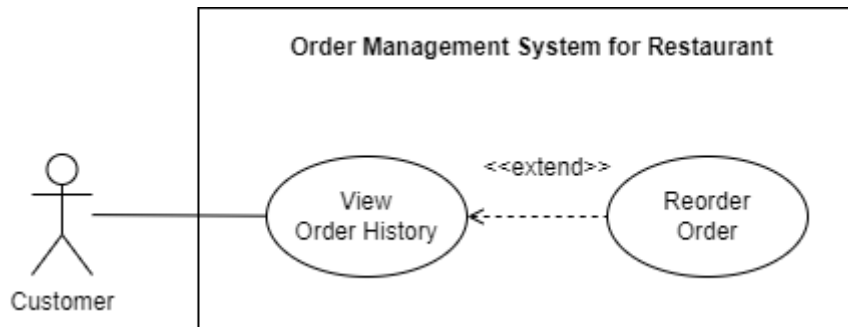 Order Management System for Restaurant
<<extend>>
View
Order History
Reorder
Order
Customer